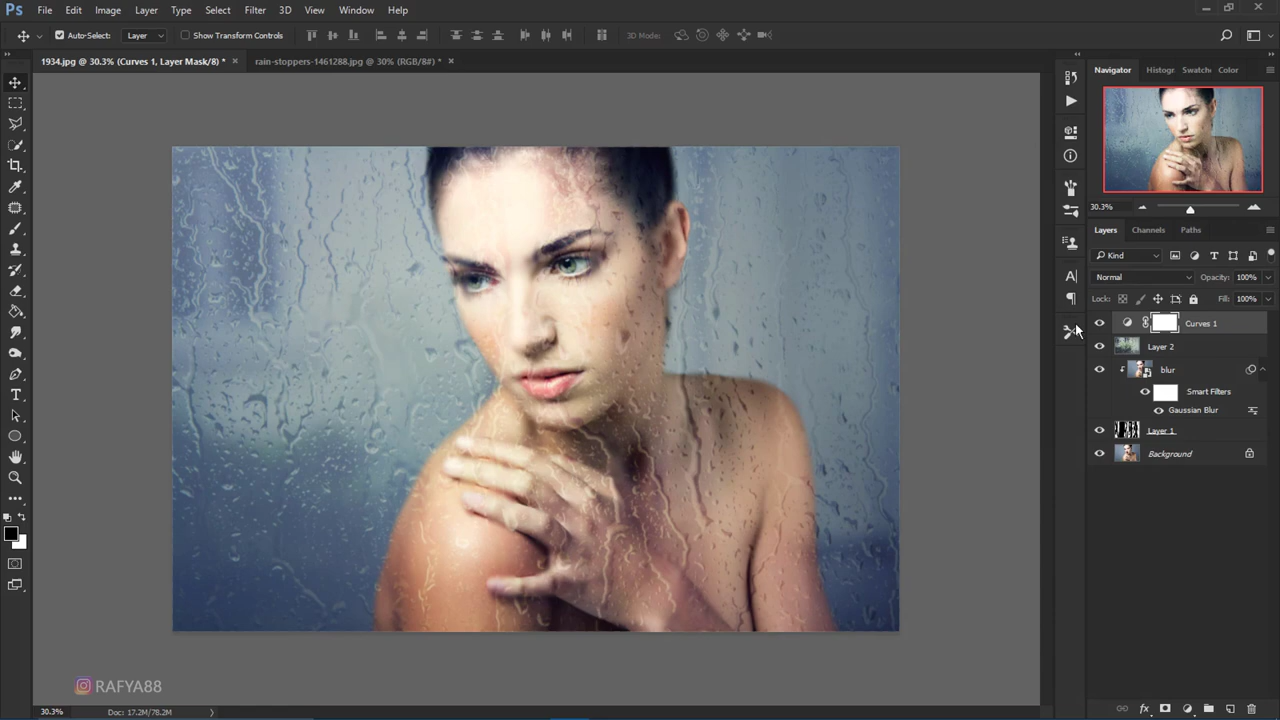 Ps File Edit Image Layer Type Select Filter 3D View Window Help
Auto-Select: Layer Show Transform Controls 3D Mode:
1934.jpg @ 30.3% (Curves 1, Layer Mask/8) * × rain-stoppers-1461288.jpg @ 30% (RGB/8#) * ×
Navigator Histogr Swatch Color
30.3%
Layers Channels Paths
Kind
Normal Opacity: 100%
Lock: Fill: 100%
Curves 1
Layer 2
blur
Smart Filters
Gaussian Blur
Layer 1
Background
RAFYA88
30.3% Doc: 17.2M/78.2M